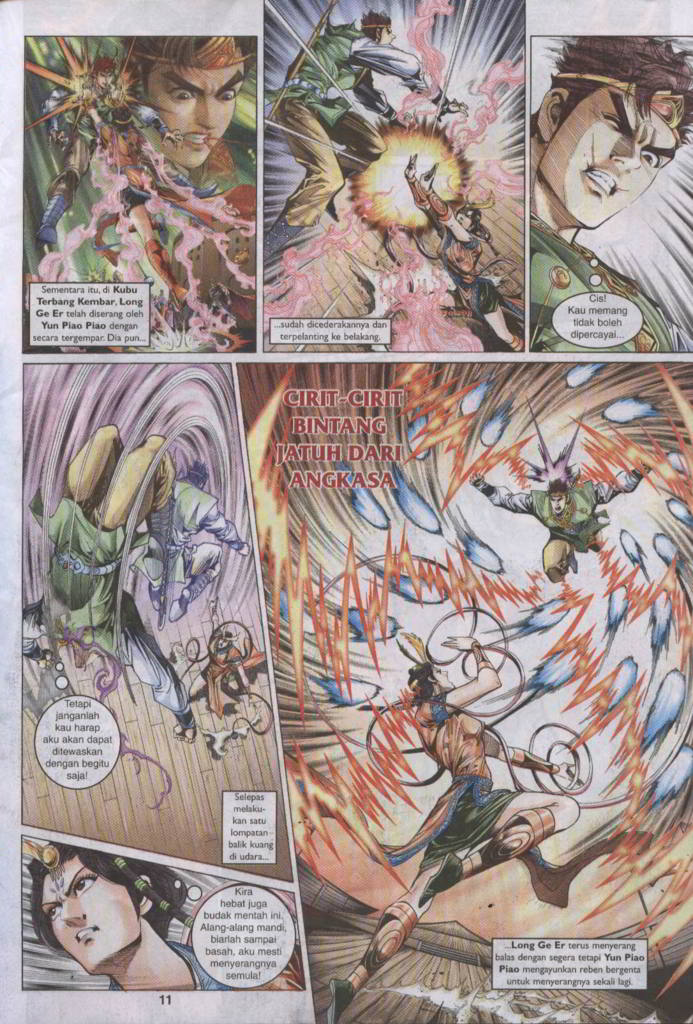 Sementara itu, di Kubu
Terbang Kembar, Long
Ge Er telah diserang oleh
Yun Piao Piao dengan
secara tergempar. Dia pun...
...sudah dicederakannya dan
terpelanting ke belakang.
Cis!
Kau memang
tidak boleh
dipercayai...
Tetapi
janganlah
kau harap
aku akan dapat
ditewaskan
dengan begitu
saja!
Selepas
melaku-
kan satu
lompatan
balik kuang
di udara...
CIRIT-CIRIT
BINTANG
JATUH DARI
ANGKASA
Kira
hebat juga
budak mentah ini.
Alang-alang mandi,
biarlah sampai
basah, aku mesti
menyerangnya
semula!
...Long Ge Er terus menyerang
balas dengan segera tetapi Yun Piao
Piao mengayunkan reben bergenta
untuk menyerangnya sekali lagi.
11